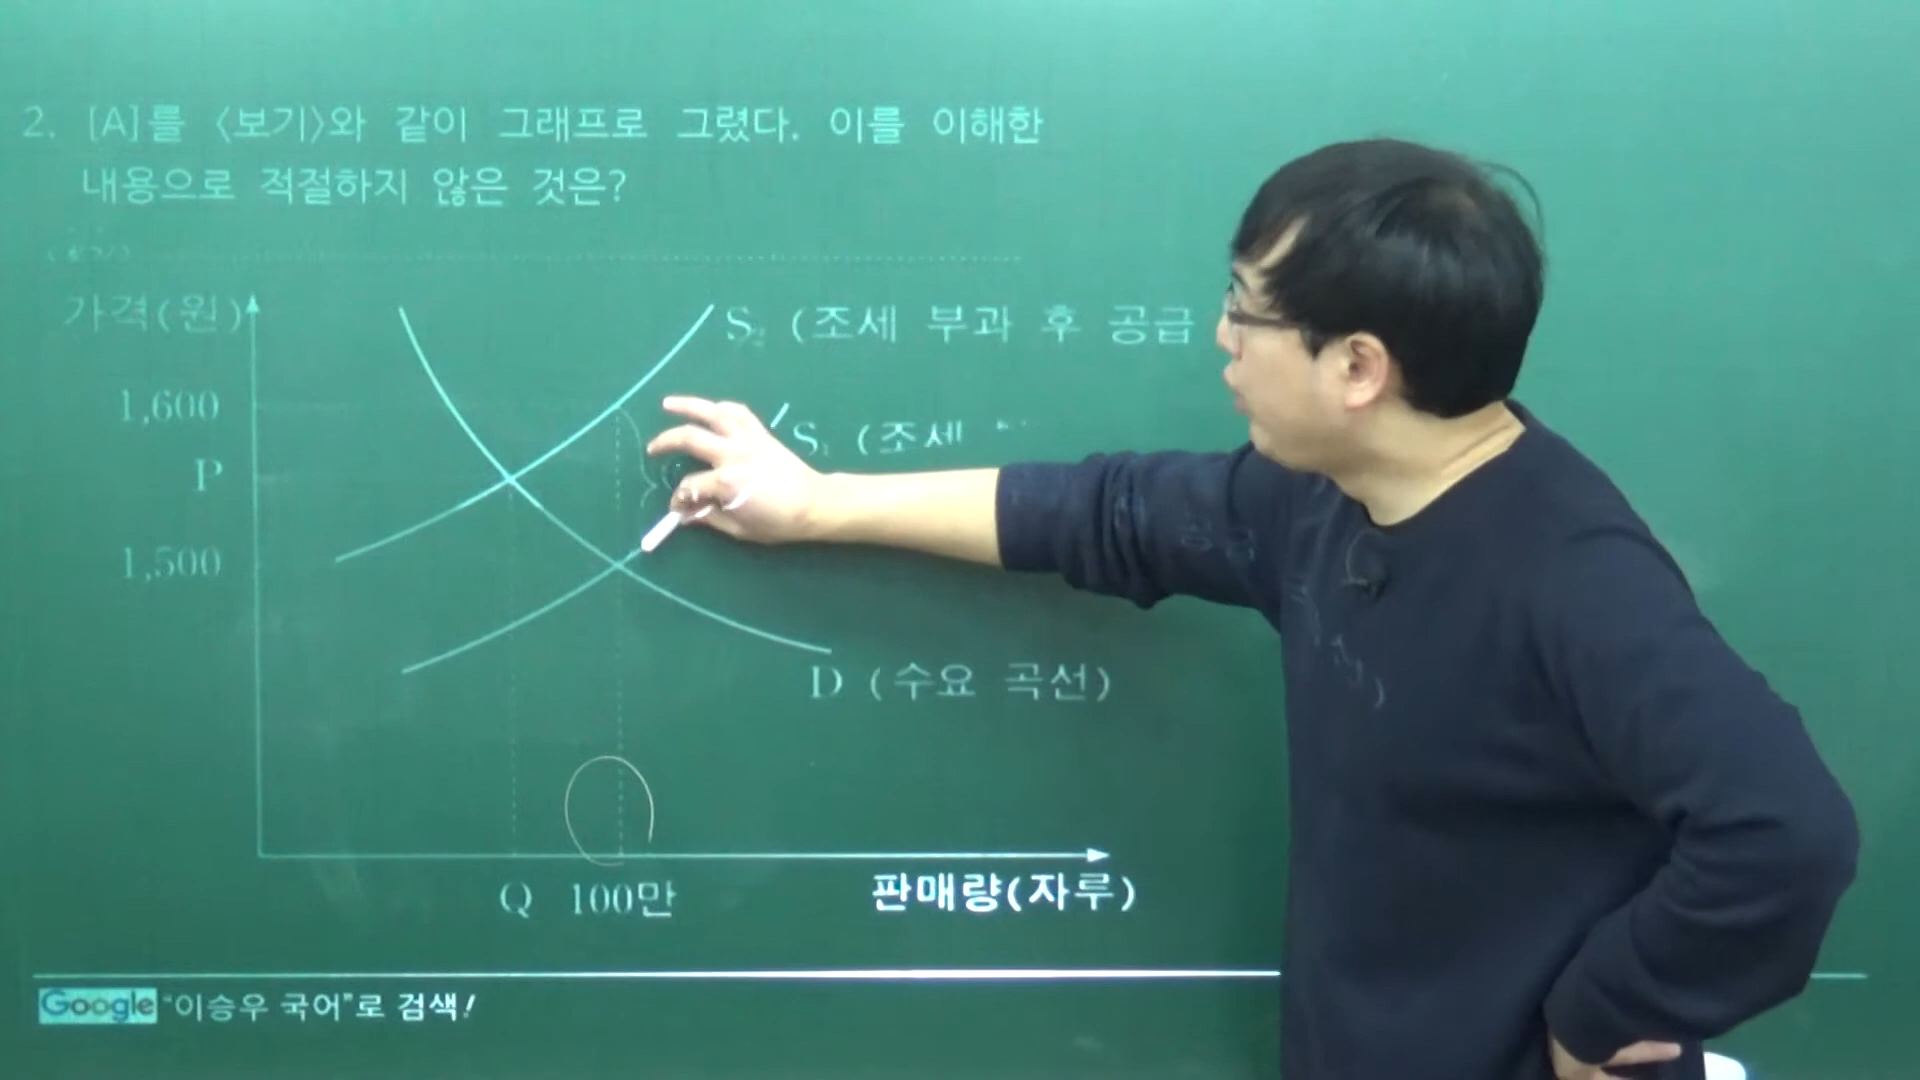 2. [A]를 〈보기〉와 같이 그래프로 그렸다. 이를 이해한
내용으로 적절하지 않은 것은?
가격(원)
S₂ (조세 부과 후 공급
1,600
S₁ (조세
P
1,500
D (수요 곡선)
Q 100만
판매량(자루)
Google "이승우 국어"로 검색!